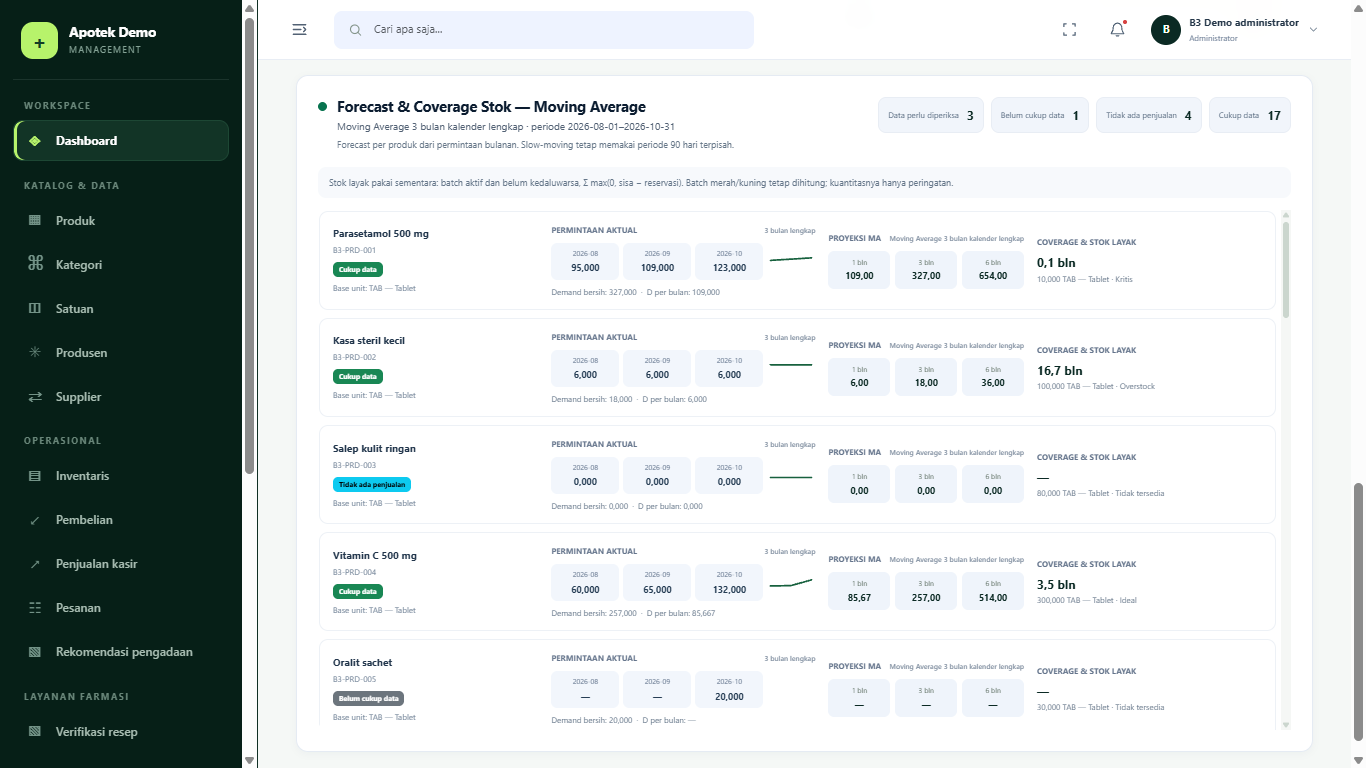 Apotek Demo
MANAGEMENT
WORKSPACE
Dashboard
KATALOG & DATA
Produk
Kategori
Satuan
Produsen
Supplier
OPERASIONAL
Inventaris
Pembelian
Penjualan kasir
Pesanan
Rekomendasi pengadaan
LAYANAN FARMASI
Verifikasi resep
Cari apa saja...
B
B3 Demo administrator
Administrator
Forecast & Coverage Stok — Moving Average
Moving Average 3 bulan kalender lengkap · periode 2026-08-01–2026-10-31
Forecast per produk dari permintaan bulanan. Slow-moving tetap memakai periode 90 hari terpisah.
Data perlu diperiksa 3
Belum cukup data 1
Tidak ada penjualan 4
Cukup data 17
Stok layak pakai sementara: batch aktif dan belum kedaluwarsa, Σ max(0, sisa − reservasi). Batch merah/kuning tetap dihitung; kuantitasnya hanya peringatan.
Parasetamol 500 mg
B3-PRD-001
Cukup data
Base unit: TAB — Tablet
PERMINTAAN AKTUAL 3 bulan lengkap
2026-08 2026-09 2026-10
95,000 109,000 123,000
Demand bersih: 327,000 · D per bulan: 109,000
PROYEKSI MA Moving Average 3 bulan kalender lengkap
1 bln 3 bln 6 bln
109,00 327,00 654,00
COVERAGE & STOK LAYAK
0,1 bln
10,000 TAB — Tablet · Kritis
Kasa steril kecil
B3-PRD-002
Cukup data
Base unit: TAB — Tablet
PERMINTAAN AKTUAL 3 bulan lengkap
2026-08 2026-09 2026-10
6,000 6,000 6,000
Demand bersih: 18,000 · D per bulan: 6,000
PROYEKSI MA Moving Average 3 bulan kalender lengkap
1 bln 3 bln 6 bln
6,00 18,00 36,00
COVERAGE & STOK LAYAK
16,7 bln
100,000 TAB — Tablet · Overstock
Salep kulit ringan
B3-PRD-003
Tidak ada penjualan
Base unit: TAB — Tablet
PERMINTAAN AKTUAL 3 bulan lengkap
2026-08 2026-09 2026-10
0,000 0,000 0,000
Demand bersih: 0,000 · D per bulan: 0,000
PROYEKSI MA Moving Average 3 bulan kalender lengkap
1 bln 3 bln 6 bln
0,00 0,00 0,00
COVERAGE & STOK LAYAK
—
80,000 TAB — Tablet · Tidak tersedia
Vitamin C 500 mg
B3-PRD-004
Cukup data
Base unit: TAB — Tablet
PERMINTAAN AKTUAL 3 bulan lengkap
2026-08 2026-09 2026-10
60,000 65,000 132,000
Demand bersih: 257,000 · D per bulan: 85,667
PROYEKSI MA Moving Average 3 bulan kalender lengkap
1 bln 3 bln 6 bln
85,67 257,00 514,00
COVERAGE & STOK LAYAK
3,5 bln
300,000 TAB — Tablet · Ideal
Oralit sachet
B3-PRD-005
Belum cukup data
Base unit: TAB — Tablet
PERMINTAAN AKTUAL 3 bulan lengkap
2026-08 2026-09 2026-10
— — 20,000
Demand bersih: 20,000 · D per bulan: —
PROYEKSI MA Moving Average 3 bulan kalender lengkap
1 bln 3 bln 6 bln
— — —
COVERAGE & STOK LAYAK
—
30,000 TAB — Tablet · Tidak tersedia